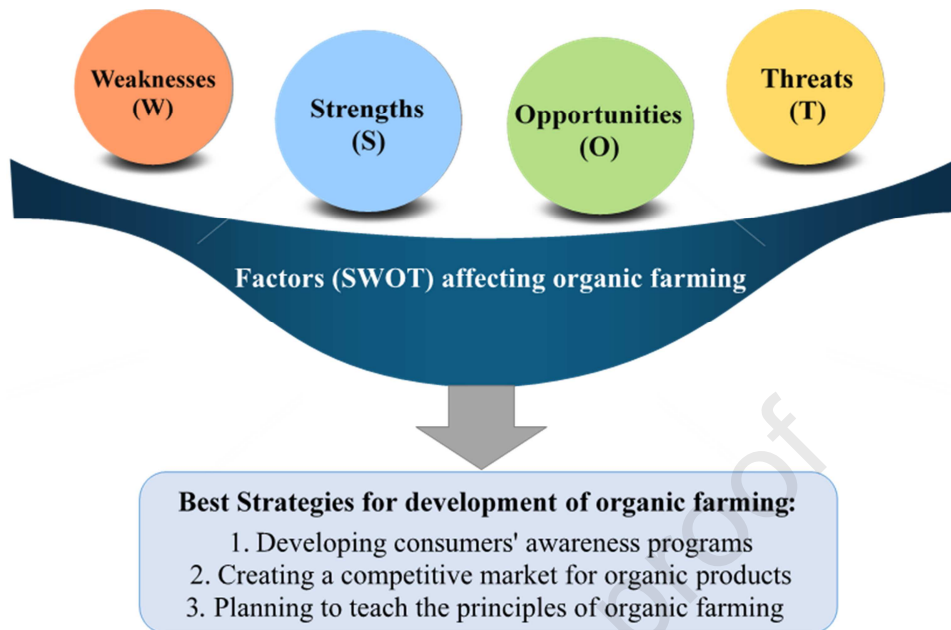 Weaknesses
(W)
Strengths
(S)
Opportunities
(O)
Threats
(T)
Factors (SWOT) affecting organic farming
Best Strategies for development of organic farming:
1. Developing consumers' awareness programs
2. Creating a competitive market for organic products
3. Planning to teach the principles of organic farming
proof